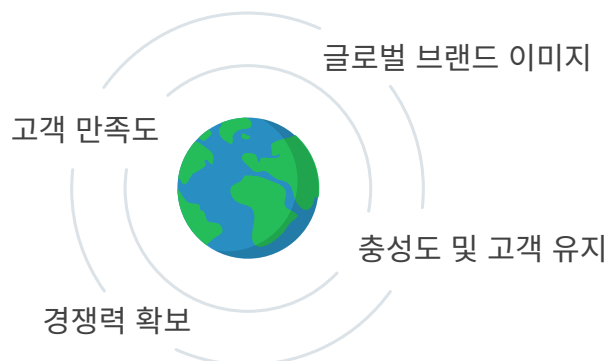 글로벌 브랜드 이미지
고객 만족도
충성도 및 고객 유지
경쟁력 확보